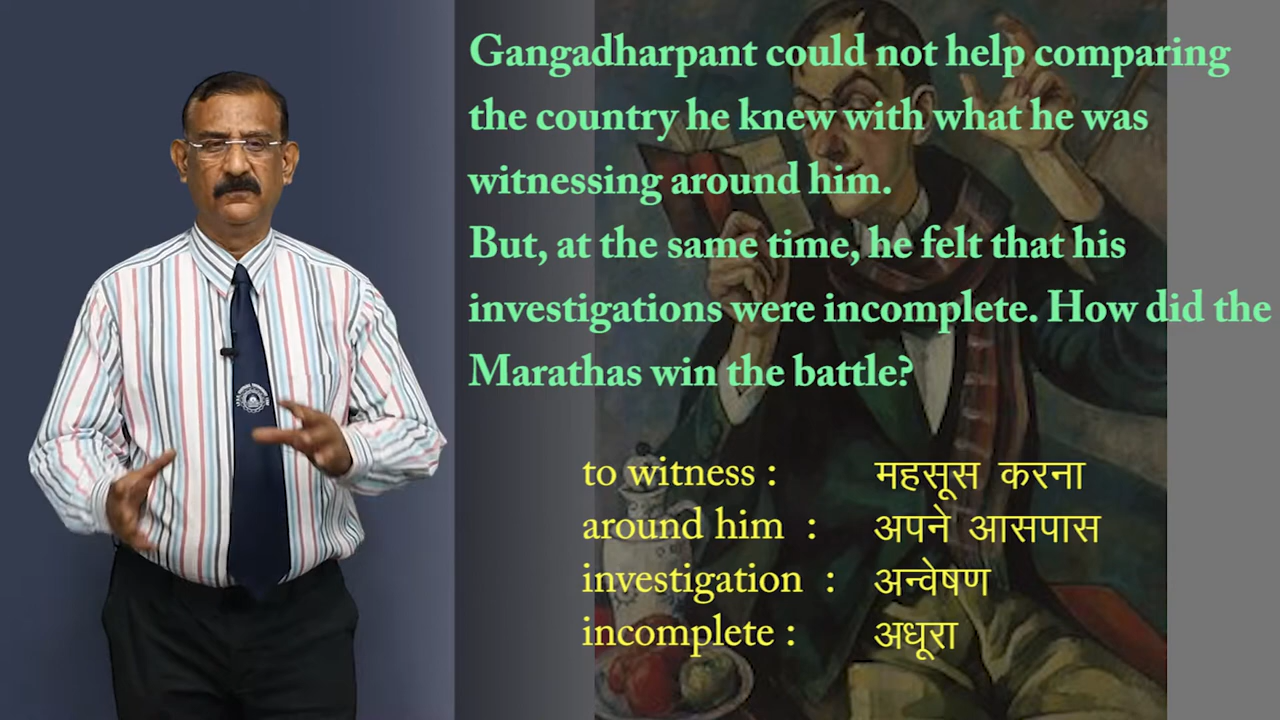 Gangadharpant could not help comparing
the country he knew with what he was
witnessing around him.
But, at the same time, he felt that his
investigations were incomplete. How did the
Marathas win the battle?
to witness : महसूस करना
around him : अपने आसपास
investigation : अन्वेषण
incomplete : अधूरा